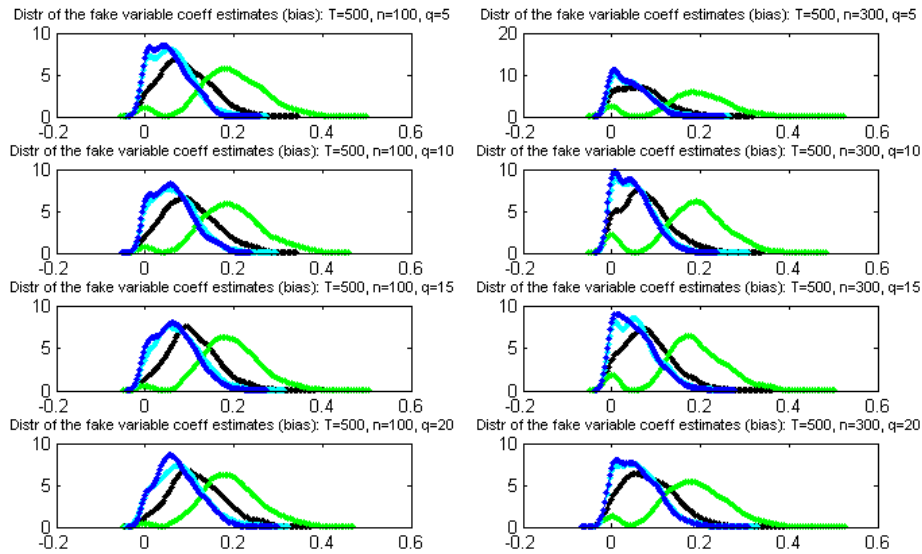 Distr of the fake variable coeff estimates (bias): T=500, n=100, q=5
10
5
0
-0.2 0 0.2 0.4 0.6
Distr of the fake variable coeff estimates (bias): T=500, n=300, q=5
20
10
0
-0.2 0 0.2 0.4 0.6
Distr of the fake variable coeff estimates (bias): T=500, n=100, q=10
10
5
0
-0.2 0 0.2 0.4 0.6
Distr of the fake variable coeff estimates (bias): T=500, n=300, q=10
10
5
0
-0.2 0 0.2 0.4 0.6
Distr of the fake variable coeff estimates (bias): T=500, n=100, q=15
10
5
0
-0.2 0 0.2 0.4 0.6
Distr of the fake variable coeff estimates (bias): T=500, n=300, q=15
10
5
0
-0.2 0 0.2 0.4 0.6
Distr of the fake variable coeff estimates (bias): T=500, n=100, q=20
10
5
0
-0.2 0 0.2 0.4 0.6
Distr of the fake variable coeff estimates (bias): T=500, n=300, q=20
10
5
0
-0.2 0 0.2 0.4 0.6